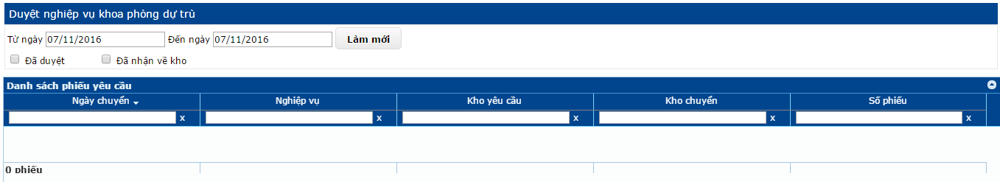 Duyệt nghiệp vụ khoa phòng dự trù
Từ ngày 07/11/2016 Đến ngày 07/11/2016 Làm mới
Đã duyệt Đã nhận về kho
Danh sách phiếu yêu cầu
Ngày chuyển Nghiệp vụ Kho yêu cầu Kho chuyển Số phiếu
x x x x x
0 phiếu